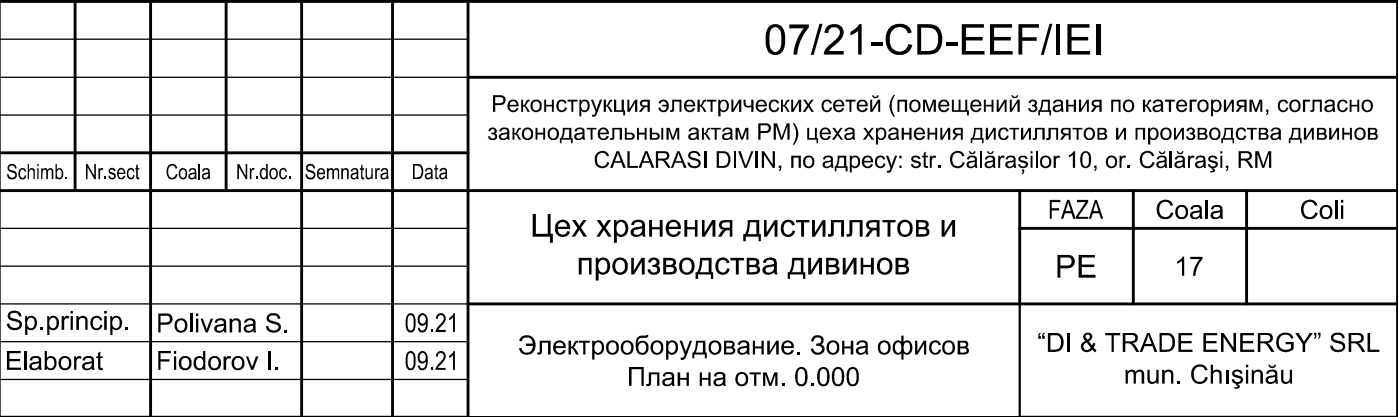 07/21-CD-EEF/IEI
Реконструкция электрических сетей (помещений здания по категориям, согласно
законодательным актам РМ) цеха хранения дистиллятов и производства дивинов
CALARASI DIVIN, по адресу: str. Călărașilor 10, or. Călăraşi, RM
Schimb. Nr.sect Coala Nr.doc. Semnatura Data
Цех хранения дистиллятов и
производства дивинов
FAZA Coala Coli
PE 17
Sp.princip. Polivana S. 09.21
Elaborat Fiodorov I. 09.21
Электрооборудование. Зона офисов
План на отм. 0.000
“DI & TRADE ENERGY” SRL
mun. Chışinău